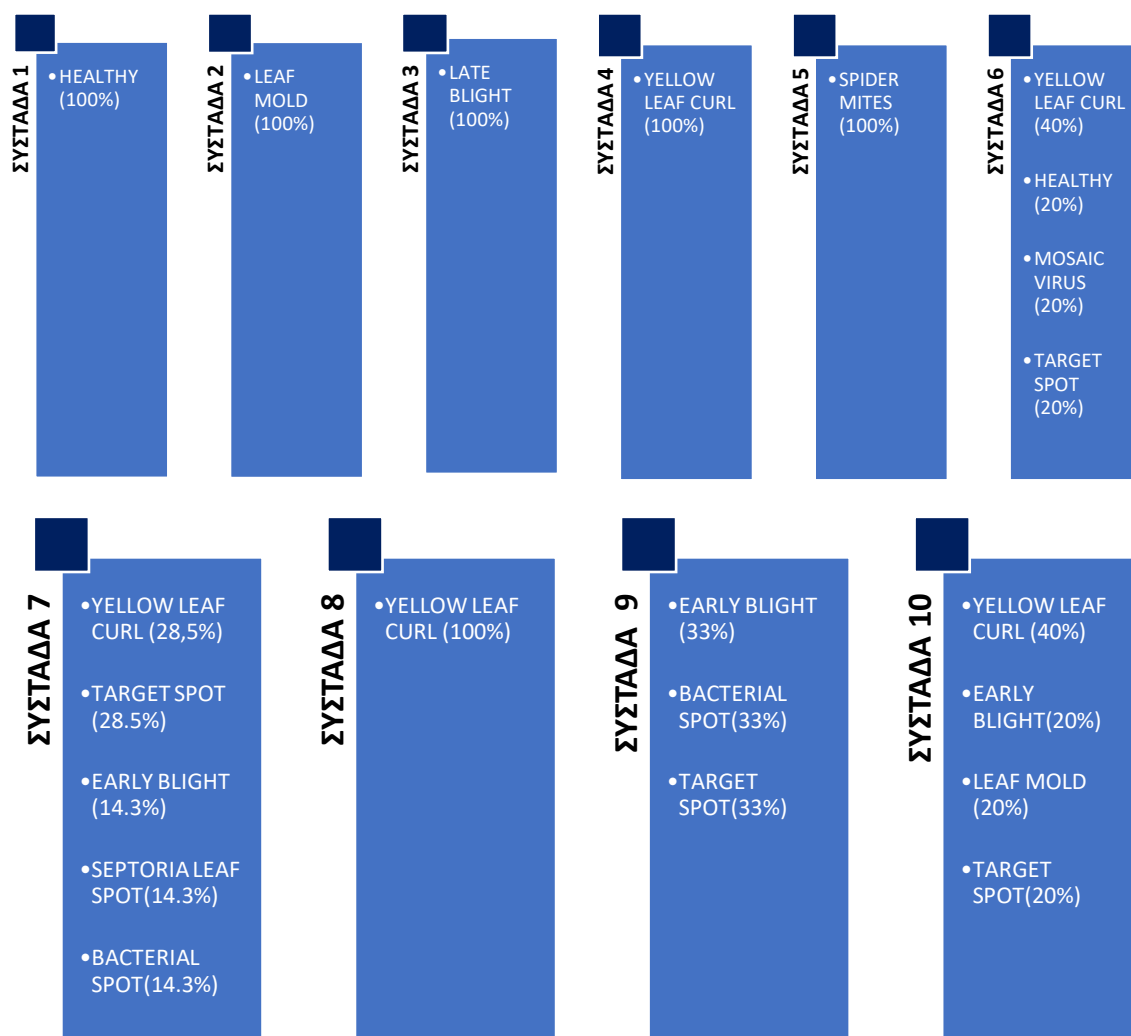 ΣΥΣΤΑΔΑ 1
•HEALTHY
(100%)
ΣΥΣΤΑΔΑ 2
•LEAF
MOLD
(100%)
ΣΥΣΤΑΔΑ 3
•LATE
BLIGHT
(100%)
ΣΥΣΤΑΔΑ 4
•YELLOW
LEAF CURL
(100%)
ΣΥΣΤΑΔΑ 5
•SPIDER
MITES
(100%)
ΣΥΣΤΑΔΑ 6
•YELLOW
LEAF CURL
(40%)
•HEALTHY
(20%)
•MOSAIC
VIRUS
(20%)
•TARGET
SPOT
(20%)
ΣΥΣΤΑΔΑ 7
•YELLOW LEAF
CURL (28,5%)
•TARGET SPOT
(28.5%)
•EARLY BLIGHT
(14.3%)
•SEPTORIA LEAF
SPOT(14.3%)
•BACTERIAL
SPOT(14.3%)
ΣΥΣΤΑΔΑ 8
•YELLOW LEAF
CURL (100%)
ΣΥΣΤΑΔΑ 9
•EARLY BLIGHT
(33%)
•BACTERIAL
SPOT(33%)
•TARGET
SPOT(33%)
ΣΥΣΤΑΔΑ 10
•YELLOW LEAF
CURL (40%)
•EARLY
BLIGHT(20%)
•LEAF MOLD
(20%)
•TARGET
SPOT(20%)